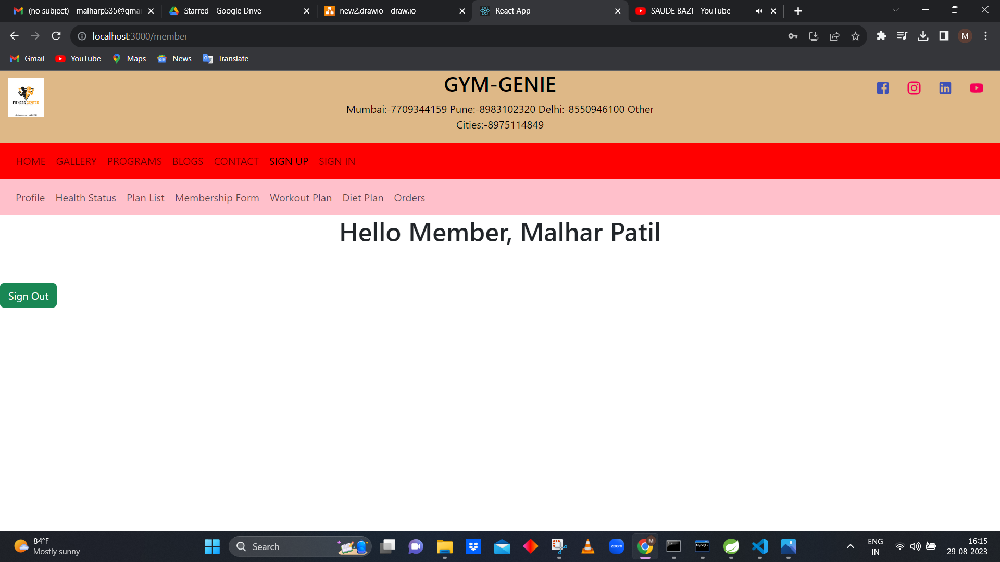 (no subject) - malharp535@gmai
Starred - Google Drive
new2.drawio - draw.io
React App
SAUDE BAZI - YouTube
localhost:3000/member
M
Gmail
YouTube
Maps
News
Translate
FITNESS CENTER
GYM-GENIE
Mumbai:-7709344159 Pune:-8983102320 Delhi:-8550946100 Other
Cities:-8975114849
HOME GALLERY PROGRAMS BLOGS CONTACT SIGN UP SIGN IN
Profile Health Status Plan List Membership Form Workout Plan Diet Plan Orders
Hello Member, Malhar Patil
Sign Out
84°F
Mostly sunny
Search
zoom
M
MySQL
ENG
IN
16:15
29-08-2023